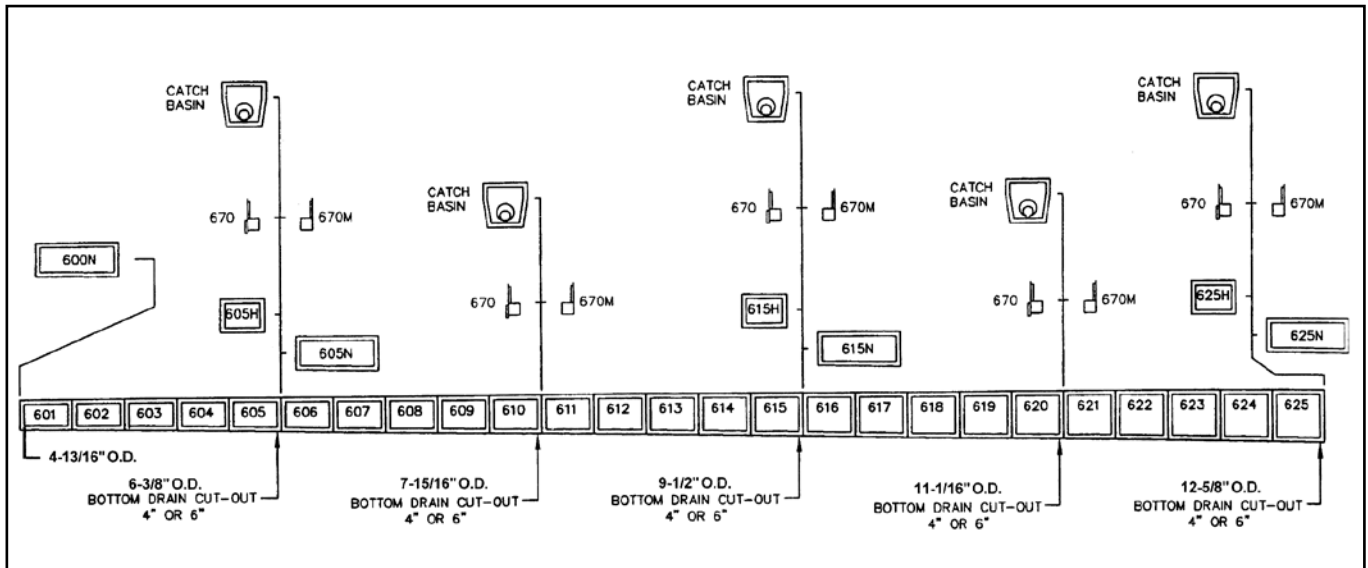 CATCH
BASIN
670
670M
600N
605H
605N
CATCH
BASIN
670
670M
CATCH
BASIN
670
670M
615H
615N
CATCH
BASIN
670
670M
CATCH
BASIN
670
670M
625H
625N
601 602 603 604 605 606 607 608 609 610 611 612 613 614 615 616 617 618 619 620 621 622 623 624 625
4-13/16" O.D.
6-3/8" O.D.
BOTTOM DRAIN CUT-OUT
4" OR 6"
7-15/16" O.D.
BOTTOM DRAIN CUT-OUT
4" OR 6"
9-1/2" O.D.
BOTTOM DRAIN CUT-OUT
4" OR 6"
11-1/16" O.D.
BOTTOM DRAIN CUT-OUT
4" OR 6"
12-5/8" O.D.
BOTTOM DRAIN CUT-OUT
4" OR 6"